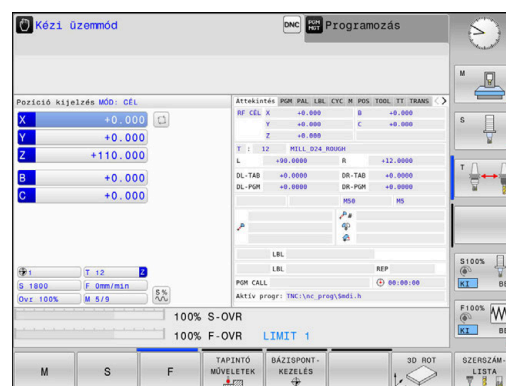 Kézi üzemmód
DNC
PGM MGT
Programozás
Pozíció kijelzés MÓD: CÉL
X +0.000
Y +0.000
Z +110.000
B +0.000
C +0.000
1 T 12 Z
S 1800 F 0mm/min
Ovr 100% M 5/9
S %
Áttekintés PGM PAL LBL CYC M POS TOOL TT TRANS
RF CÉL X +0.000 B +0.000
Y +0.000 C +0.000
Z +0.000
T : 12 MILL_D24_ROUGH
L +90.0000 R +12.0000
DL-TAB +0.0000 DR-TAB +0.0000
DL-PGM +0.0000 DR-PGM +0.0000
M50 M5
LBL
LBL REP
PGM CALL 00:00:00
Aktív progr: TNC:\nc_prog\$mdi.h
100% S-OVR
100% F-OVR LIMIT 1
M
S
F
TAPINTÓ MŰVELETEK
BÁZISPONT-KEZELÉS
3D ROT
SZERSZÁM-LISTA
M
S
T
S100%
KI BE
F100%
KI BE